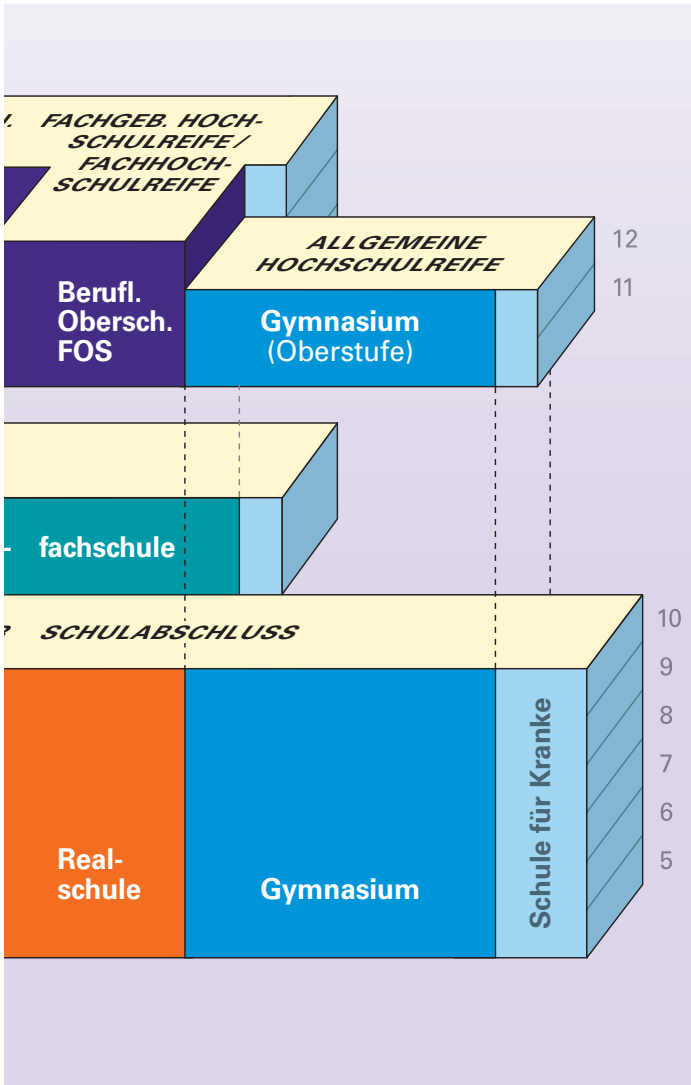 FACHGEB. HOCH-
SCHULREIFE /
FACHHOCH-
SCHULREIFE
ALLGEMEINE
HOCHSCHULREIFE
12
11
Berufl.
Obersch.
FOS
Gymnasium
(Oberstufe)
- fachschule
SCHULABSCHLUSS
10
9
8
7
6
5
Real-
schule
Gymnasium
Schule für Kranke